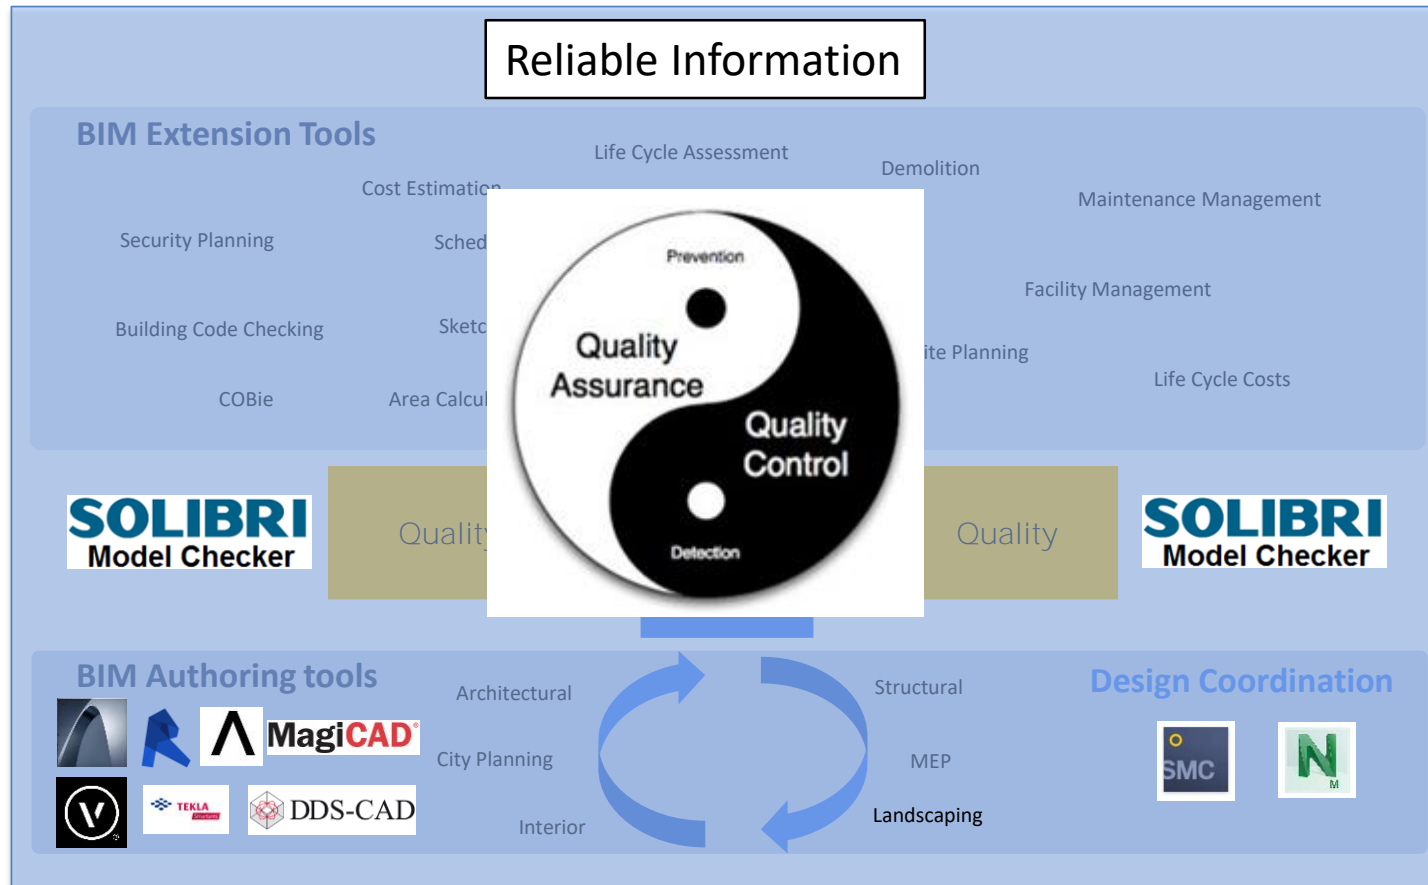 Reliable Information
BIM Extension Tools
Life Cycle Assessment
Demolition
Cost Estimation
Maintenance Management
Security Planning
Sched
Prevention
Facility Management
Building Code Checking
Sketc
Quality
Assurance
ite Planning
Life Cycle Costs
COBie
Area Calcul
Quality
Control
SOLIBRI
Model Checker
Quality
Detection
Quality
SOLIBRI
Model Checker
BIM Authoring tools
Design Coordination
Architectural
Structural
MagiCAD®
City Planning
MEP
SMC
N
M
V
TEKLA
Structures
DDS-CAD
Interior
Landscaping